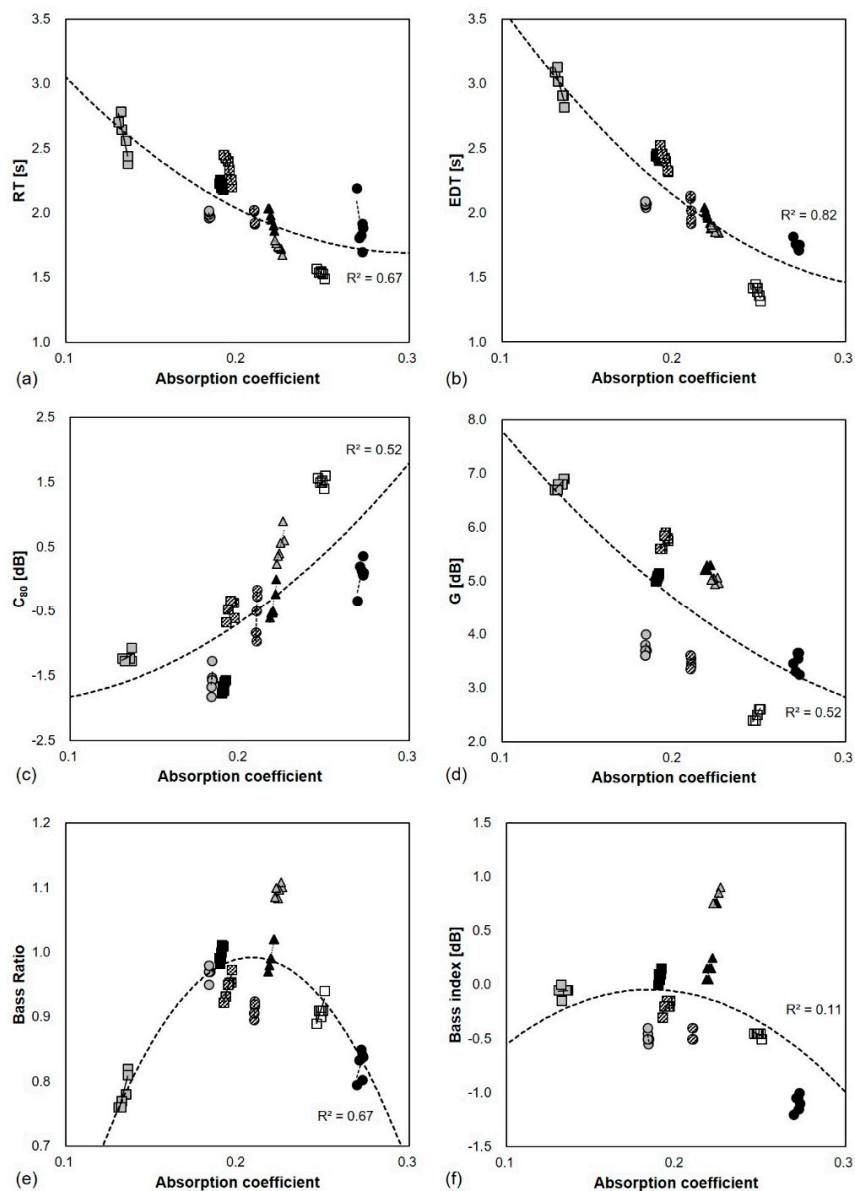 3.5
3.0
2.5
2.0
1.5
1.0
RT [s]
R² = 0.67
0.1 0.2 0.3
(a) Absorption coefficient
3.5
3.0
2.5
2.0
1.5
1.0
EDT [s]
R² = 0.82
0.1 0.2 0.3
(b) Absorption coefficient
2.5
1.5
0.5
-0.5
-1.5
-2.5
C₈₀ [dB]
R² = 0.52
0.1 0.2 0.3
(c) Absorption coefficient
8.0
7.0
6.0
5.0
4.0
3.0
2.0
G [dB]
R² = 0.52
0.1 0.2 0.3
(d) Absorption coefficient
1.2
1.1
1.0
0.9
0.8
0.7
Bass Ratio
R² = 0.67
0.1 0.2 0.3
(e) Absorption coefficient
1.5
1.0
0.5
0.0
-0.5
-1.0
-1.5
Bass index [dB]
R² = 0.11
0.1 0.2 0.3
(f) Absorption coefficient